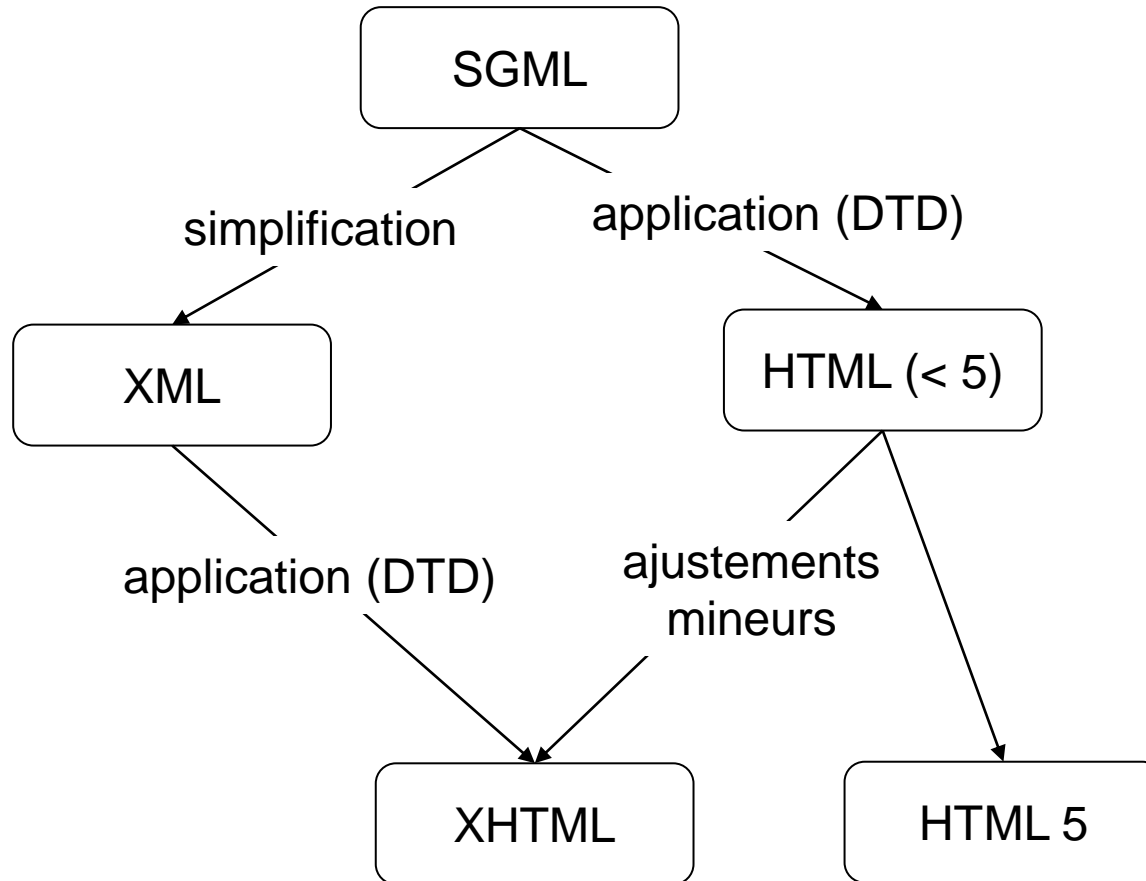 SGML
simplification
application (DTD)
XML
HTML (< 5)
application (DTD)
ajustements
mineurs
XHTML
HTML 5